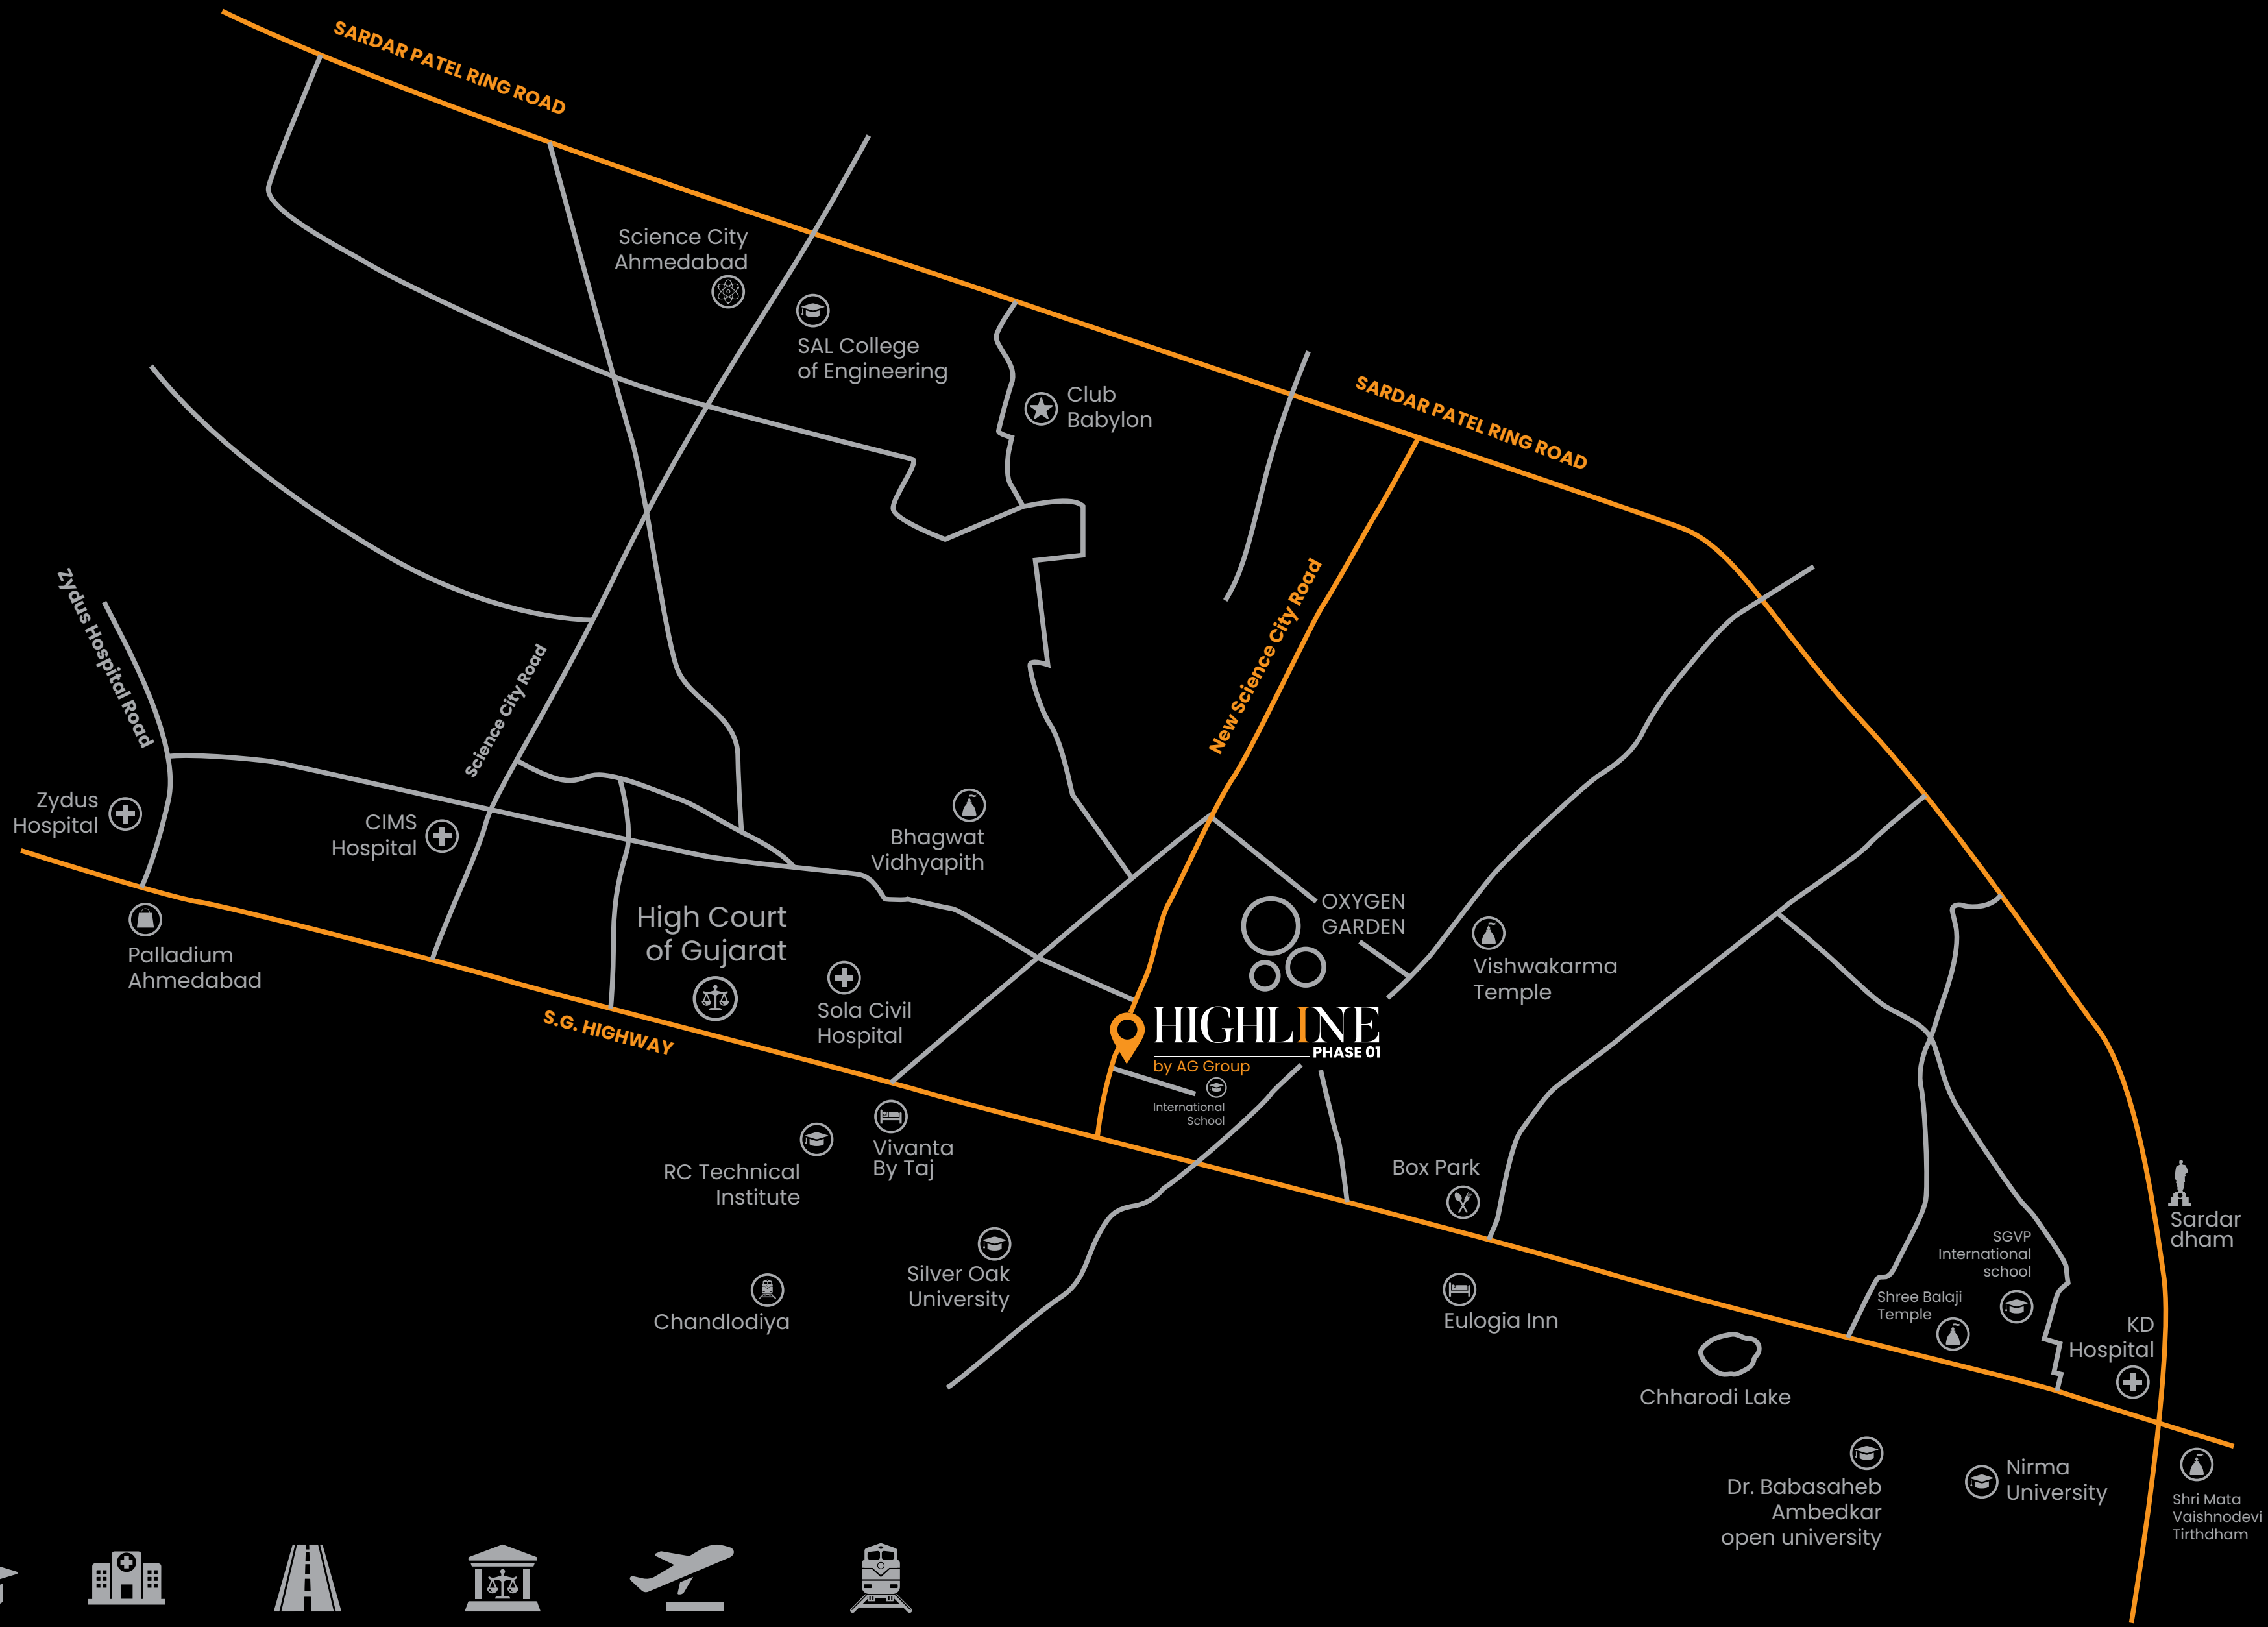 SARDAR PATEL RING ROAD
Science City
Ahmedabad
SAL College
of Engineering
Club
Babylon
SARDAR PATEL RING ROAD
Zydus Hospital Road
Science City Road
New Science City Road
Zydus
Hospital
CIMS
Hospital
Bhagwat
Vidhyapith
High Court
of Gujarat
OXYGEN
GARDEN
Palladium
Ahmedabad
Vishwakarma
Temple
Sola Civil
Hospital
S.G. HIGHWAY
HIGHLINE
PHASE 01
by AG Group
International
School
Vivanta
By Taj
RC Technical
Institute
Box Park
Sardar
dham
SGVP
International
school
Silver Oak
University
Chandlodiya
Eulogia Inn
Shree Balaji
Temple
KD
Hospital
Chharodi Lake
Dr. Babasaheb
Ambedkar
open university
Nirma
University
Shri Mata
Vaishnodevi
Tirthdham